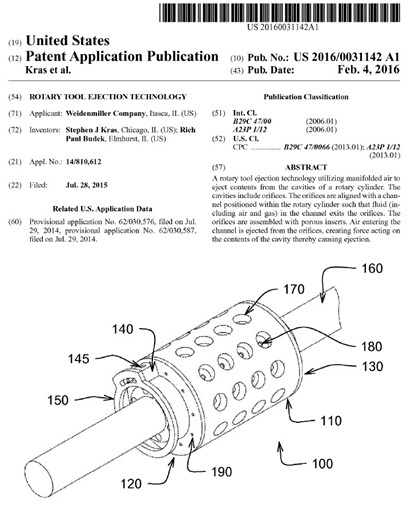 US 20160031142A1
(19) United States
(12) Patent Application Publication (10) Pub. No.: US 2016/0031142 A1
Kras et al. (43) Pub. Date: Feb. 4, 2016
(54) ROTARY TOOL EJECTION TECHNOLOGY
(71) Applicant: Weidenmiller Company, Itasca, IL (US)
(72) Inventors: Stephen J Kras, Chicago, IL (US); Rich
Paul Budek, Elmhurst, IL (US)
(21) Appl. No.: 14/810,612
(22) Filed: Jul. 28, 2015
Related U.S. Application Data
(60) Provisional application No. 62/030,576, filed on Jul.
29, 2014, provisional application No. 62/030,587,
filed on Jul. 29, 2014.
Publication Classification
(51) Int. Cl.
B29C 47/00 (2006.01)
A23P 1/12 (2006.01)
(52) U.S. Cl.
CPC .............. B29C 47/0066 (2013.01); A23P 1/12
(2013.01)
(57) ABSTRACT
A rotary tool ejection technology utilizing manifolded air to
eject contents from the cavities of a rotary cylinder. The
cavities include orifices. The orifices are aligned with a chan-
nel positioned within the rotary cylinder such that fluid (in-
cluding air and gas) in the channel exits the orifices. The
orifices are assembled with porous inserts. Air entering the
channel is ejected from the orifices, creating force acting on
the contents of the cavity thereby causing ejection.
160
170
140
145
180
150
130
110
120
190
100